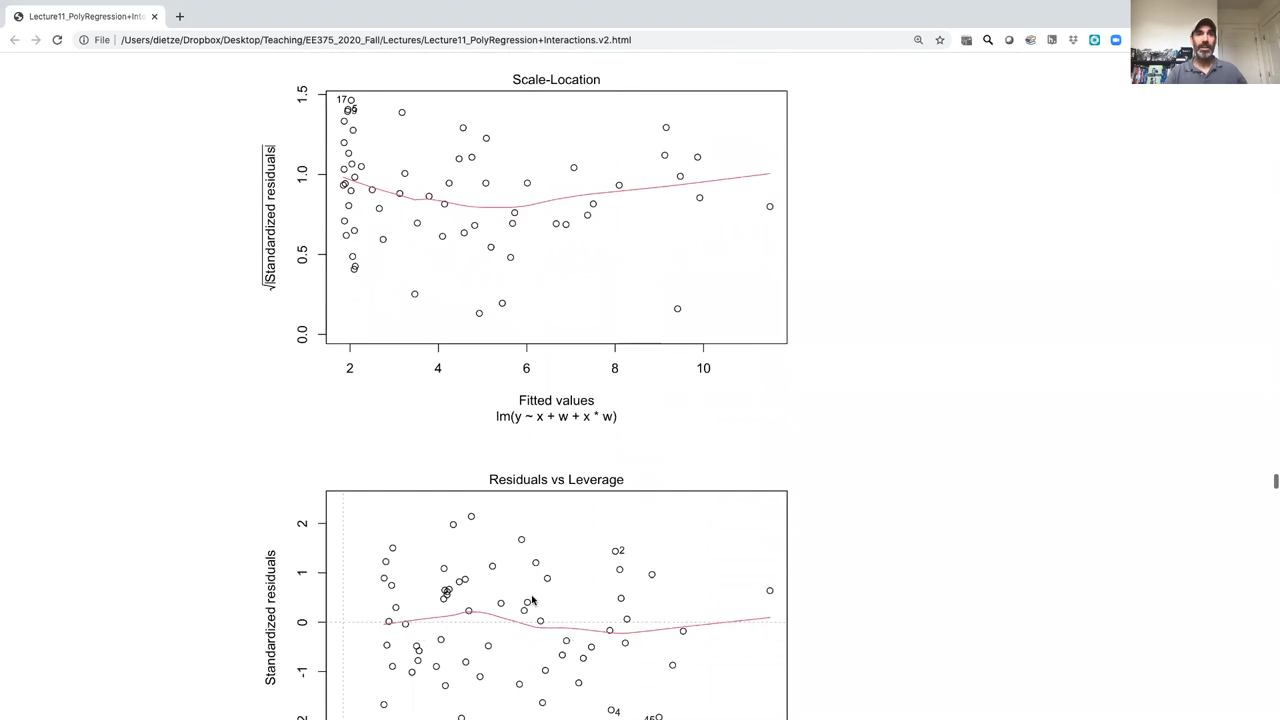 Lecture11_PolyRegression+Inte
File
/Users/dietze/Dropbox/Desktop/Teaching/EE375_2020_Fall/Lectures/Lecture11_PolyRegression+Interactions.v2.html
Scale-Location
17
1.5
1.0
0.5
0.0
√|Standardized residuals|
2 4 6 8 10
Fitted values
lm(y ~ x + w + x * w)
Residuals vs Leverage
2
1
0
-1
Standardized residuals
2
4